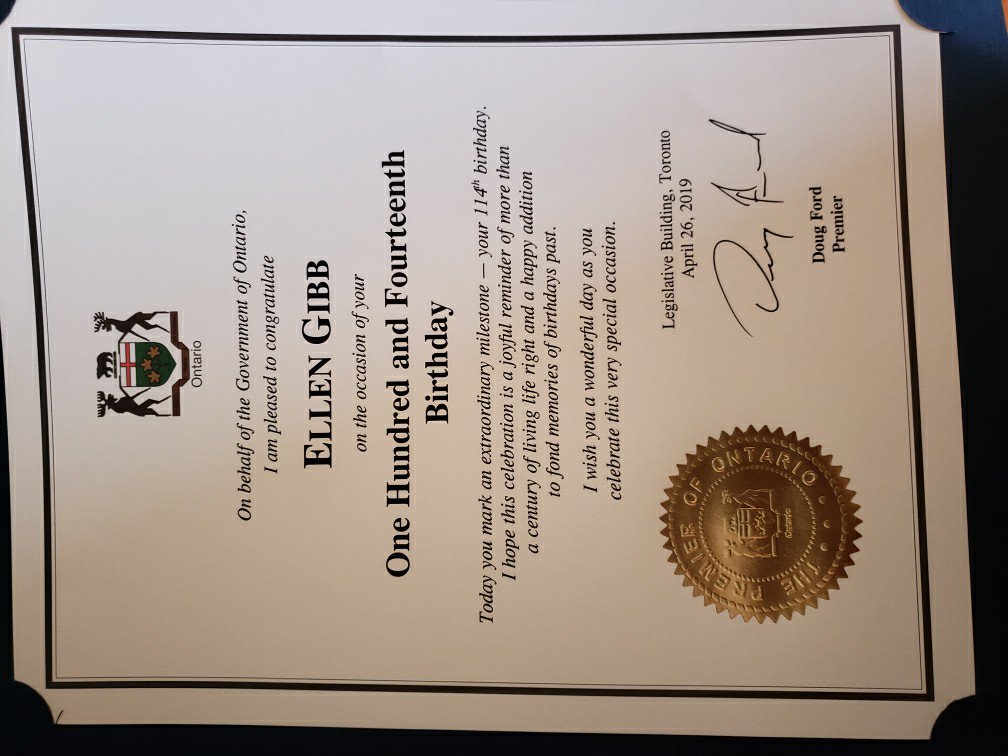 Ontario
On behalf of the Government of Ontario,
I am pleased to congratulate
ELLEN GIBB
on the occasion of your
One Hundred and Fourteenth
Birthday
Today you mark an extraordinary milestone — your 114th birthday.
I hope this celebration is a joyful reminder of more than
a century of living life right and a happy addition
to fond memories of birthdays past.
I wish you a wonderful day as you
celebrate this very special occasion.
Legislative Building, Toronto
April 26, 2019
Doug Ford
Doug Ford
Premier
THE PREMIER OF ONTARIO
Ontario